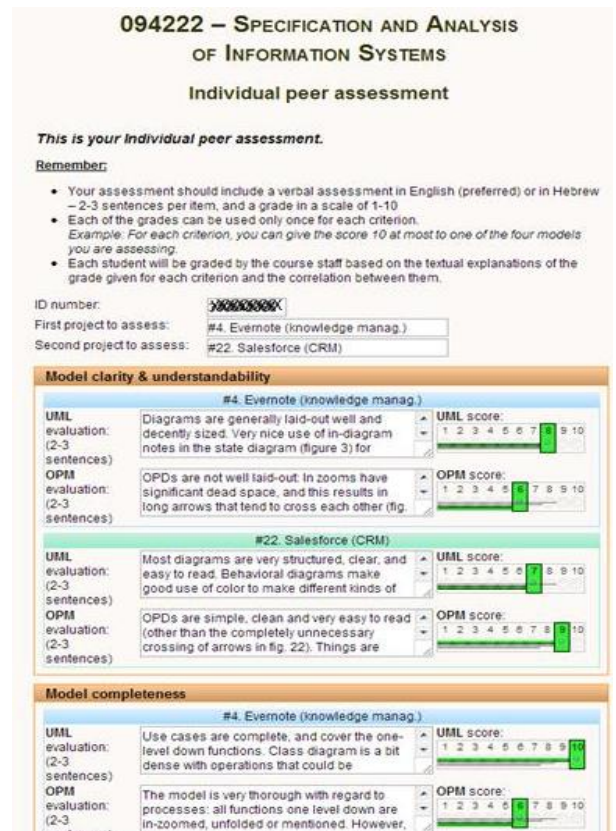 094222 – SPECIFICATION AND ANALYSIS
OF INFORMATION SYSTEMS
Individual peer assessment
This is your Individual peer assessment.
Remember:
• Your assessment should include a verbal assessment in English (preferred) or in Hebrew
– 2-3 sentences per item, and a grade in a scale of 1-10
• Each of the grades can be used only once for each criterion.
Example: For each criterion, you can give the score 10 at most to one of the four models
you are assessing.
• Each student will be graded by the course staff based on the textual explanations of the
grade given for each criterion and the correlation between them.
ID number:
First project to assess: #4. Evernote (knowledge manag.)
Second project to assess: #22. Salesforce (CRM)
Model clarity & understandability
#4. Evernote (knowledge manag.)
UML
evaluation:
(2-3
sentences)
Diagrams are generally laid-out well and
decently sized. Very nice use of in-diagram
notes in the state diagram (figure 3) for
UML score:
1 2 3 4 5 6 7 8 9 10
OPM
evaluation:
(2-3
sentences)
OPDs are not well laid-out: In zooms have
significant dead space, and this results in
long arrows that tend to cross each other (fig.
OPM score:
1 2 3 4 5 6 7 8 9 10
#22. Salesforce (CRM)
UML
evaluation:
(2-3
sentences)
Most diagrams are very structured, clear, and
easy to read. Behavioral diagrams make
good use of color to make different kinds of
UML score:
1 2 3 4 5 6 7 8 9 10
OPM
evaluation:
(2-3
sentences)
OPDs are simple, clean and very easy to read
(other than the completely unnecessary
crossing of arrows in fig. 22). Things are
OPM score:
1 2 3 4 5 6 7 8 9 10
Model completeness
#4. Evernote (knowledge manag.)
UML
evaluation:
(2-3
sentences)
Use cases are complete, and cover the one-
level down functions. Class diagram is a bit
dense with operations that could be
UML score:
1 2 3 4 5 6 7 8 9 10
OPM
evaluation:
(2-3
The model is very thorough with regard to
processes: all functions one level down are
in-zoomed, unfolded or mentioned. However,
OPM score:
1 2 3 4 5 6 7 8 9 10